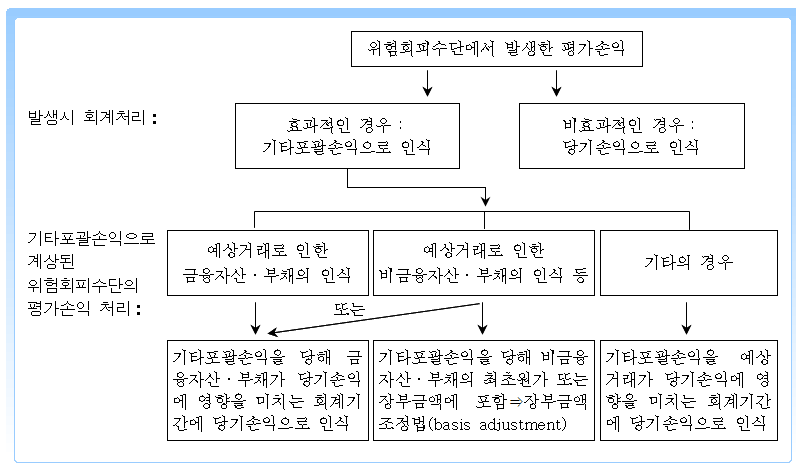 위험회피수단에서 발생한 평가손익
발생시 회계처리 :
효과적인 경우 :
기타포괄손익으로 인식
비효과적인 경우 :
당기손익으로 인식
기타포괄손익으로
계상된
위험회피수단의
평가손익 처리 :
예상거래로 인한
금융자산·부채의 인식
예상거래로 인한
비금융자산·부채의 인식 등
기타의 경우
또는
기타포괄손익을 당해 금
융자산·부채가 당기손익
에 영향을 미치는 회계기
간에 당기손익으로 인식
기타포괄손익을 당해 비금융
자산·부채의 최초원가 또는
장부금액에 포함⇒장부금액
조정법(basis adjustment)
기타포괄손익을 예상
거래가 당기손익에 영
향을 미치는 회계기간
에 당기손익으로 인식